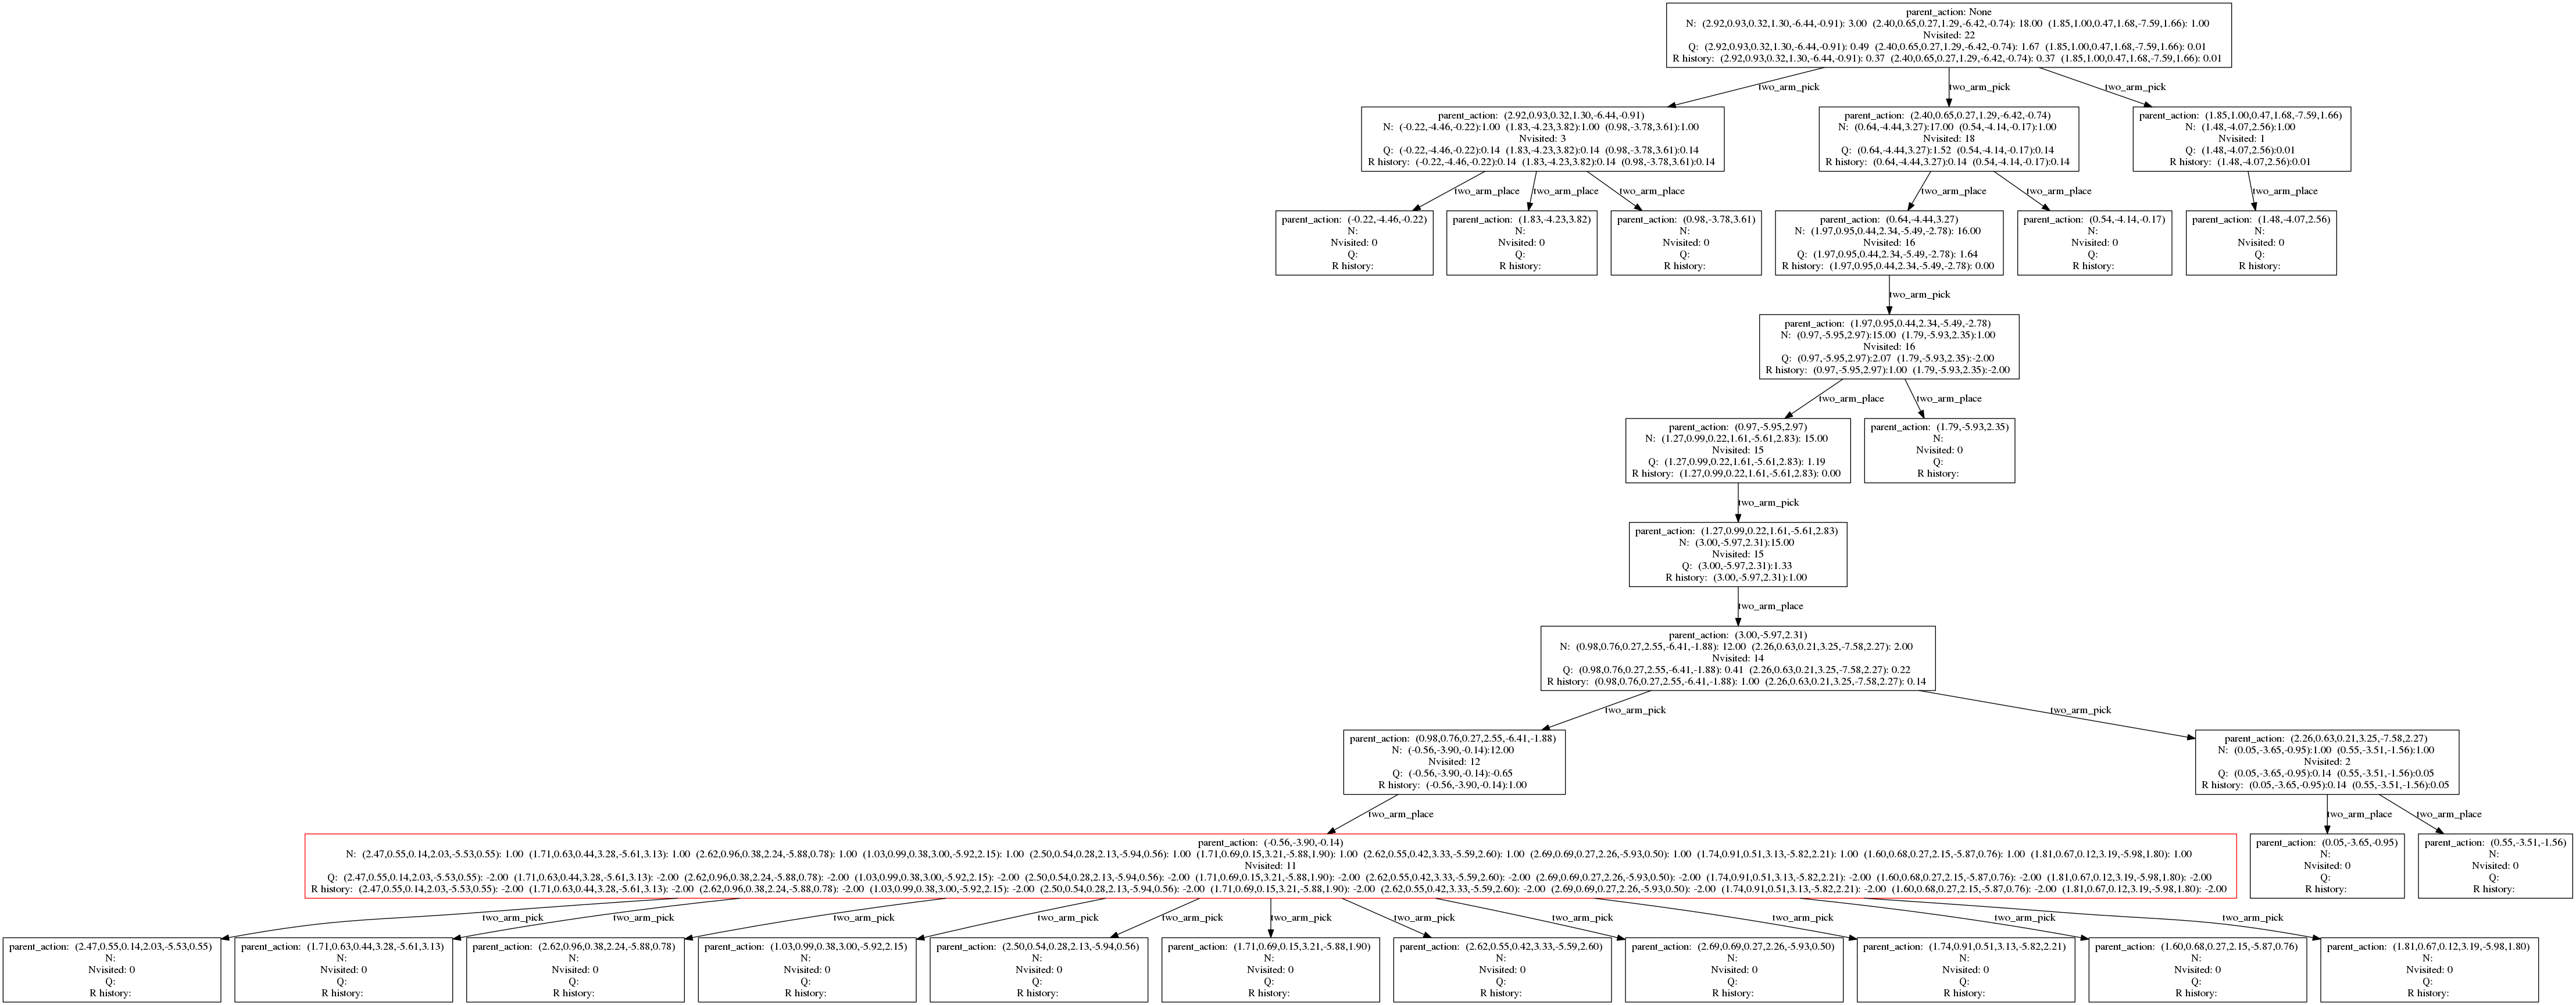 parent_action: None
N: (2.92,0.93,0.32,1.30,-6.44,-0.91): 3.00 (2.40,0.65,0.27,1.29,-6.42,-0.74): 18.00 (1.85,1.00,0.47,1.68,-7.59,1.66): 1.00
Nvisited: 22
Q: (2.92,0.93,0.32,1.30,-6.44,-0.91): 0.49 (2.40,0.65,0.27,1.29,-6.42,-0.74): 1.67 (1.85,1.00,0.47,1.68,-7.59,1.66): 0.01
R history: (2.92,0.93,0.32,1.30,-6.44,-0.91): 0.37 (2.40,0.65,0.27,1.29,-6.42,-0.74): 0.37 (1.85,1.00,0.47,1.68,-7.59,1.66): 0.01
two_arm_pick
two_arm_pick
two_arm_pick
parent_action: (2.92,0.93,0.32,1.30,-6.44,-0.91)
N: (-0.22,-4.46,-0.22):1.00 (1.83,-4.23,3.82):1.00 (0.98,-3.78,3.61):1.00
Nvisited: 3
Q: (-0.22,-4.46,-0.22):0.14 (1.83,-4.23,3.82):0.14 (0.98,-3.78,3.61):0.14
R history: (-0.22,-4.46,-0.22):0.14 (1.83,-4.23,3.82):0.14 (0.98,-3.78,3.61):0.14
parent_action: (2.40,0.65,0.27,1.29,-6.42,-0.74)
N: (0.64,-4.44,3.27):17.00 (0.54,-4.14,-0.17):1.00
Nvisited: 18
Q: (0.64,-4.44,3.27):1.52 (0.54,-4.14,-0.17):0.14
R history: (0.64,-4.44,3.27):0.14 (0.54,-4.14,-0.17):0.14
parent_action: (1.85,1.00,0.47,1.68,-7.59,1.66)
N: (1.48,-4.07,2.56):1.00
Nvisited: 1
Q: (1.48,-4.07,2.56):0.01
R history: (1.48,-4.07,2.56):0.01
two_arm_place
two_arm_place
two_arm_place
two_arm_place
two_arm_place
two_arm_place
parent_action: (-0.22,-4.46,-0.22)
N:
Nvisited: 0
Q:
R history:
parent_action: (1.83,-4.23,3.82)
N:
Nvisited: 0
Q:
R history:
parent_action: (0.98,-3.78,3.61)
N:
Nvisited: 0
Q:
R history:
parent_action: (0.64,-4.44,3.27)
N: (1.97,0.95,0.44,2.34,-5.49,-2.78): 16.00
Nvisited: 16
Q: (1.97,0.95,0.44,2.34,-5.49,-2.78): 1.64
R history: (1.97,0.95,0.44,2.34,-5.49,-2.78): 0.00
parent_action: (0.54,-4.14,-0.17)
N:
Nvisited: 0
Q:
R history:
parent_action: (1.48,-4.07,2.56)
N:
Nvisited: 0
Q:
R history:
two_arm_pick
parent_action: (1.97,0.95,0.44,2.34,-5.49,-2.78)
N: (0.97,-5.95,2.97):15.00 (1.79,-5.93,2.35):1.00
Nvisited: 16
Q: (0.97,-5.95,2.97):2.07 (1.79,-5.93,2.35):-2.00
R history: (0.97,-5.95,2.97):1.00 (1.79,-5.93,2.35):-2.00
two_arm_place
two_arm_place
parent_action: (0.97,-5.95,2.97)
N: (1.27,0.99,0.22,1.61,-5.61,2.83): 15.00
Nvisited: 15
Q: (1.27,0.99,0.22,1.61,-5.61,2.83): 1.19
R history: (1.27,0.99,0.22,1.61,-5.61,2.83): 0.00
parent_action: (1.79,-5.93,2.35)
N:
Nvisited: 0
Q:
R history:
two_arm_pick
parent_action: (1.27,0.99,0.22,1.61,-5.61,2.83)
N: (3.00,-5.97,2.31):15.00
Nvisited: 15
Q: (3.00,-5.97,2.31):1.33
R history: (3.00,-5.97,2.31):1.00
two_arm_place
parent_action: (3.00,-5.97,2.31)
N: (0.98,0.76,0.27,2.55,-6.41,-1.88): 12.00 (2.26,0.63,0.21,3.25,-7.58,2.27): 2.00
Nvisited: 14
Q: (0.98,0.76,0.27,2.55,-6.41,-1.88): 0.41 (2.26,0.63,0.21,3.25,-7.58,2.27): 0.22
R history: (0.98,0.76,0.27,2.55,-6.41,-1.88): 1.00 (2.26,0.63,0.21,3.25,-7.58,2.27): 0.14
two_arm_pick
two_arm_pick
parent_action: (0.98,0.76,0.27,2.55,-6.41,-1.88)
N: (-0.56,-3.90,-0.14):12.00
Nvisited: 12
Q: (-0.56,-3.90,-0.14):-0.65
R history: (-0.56,-3.90,-0.14):1.00
parent_action: (2.26,0.63,0.21,3.25,-7.58,2.27)
N: (0.05,-3.65,-0.95):1.00 (0.55,-3.51,-1.56):1.00
Nvisited: 2
Q: (0.05,-3.65,-0.95):0.14 (0.55,-3.51,-1.56):0.05
R history: (0.05,-3.65,-0.95):0.14 (0.55,-3.51,-1.56):0.05
two_arm_place
two_arm_place
two_arm_place
parent_action: (-0.56,-3.90,-0.14)
N: (2.47,0.55,0.14,2.03,-5.53,0.55): 1.00 (1.71,0.63,0.44,3.28,-5.61,3.13): 1.00 (2.62,0.96,0.38,2.24,-5.88,0.78): 1.00 (1.03,0.99,0.38,3.00,-5.92,2.15): 1.00 (2.50,0.54,0.28,2.13,-5.94,0.56): 1.00 (1.71,0.69,0.15,3.21,-5.88,1.90): 1.00 (2.62,0.55,0.42,3.33,-5.59,2.60): 1.00 (2.69,0.69,0.27,2.26,-5.93,0.50): 1.00 (1.74,0.91,0.51,3.13,-5.82,2.21): 1.00 (1.60,0.68,0.27,2.15,-5.87,0.76): 1.00 (1.81,0.67,0.12,3.19,-5.98,1.80): 1.00
Nvisited: 11
Q: (2.47,0.55,0.14,2.03,-5.53,0.55): -2.00 (1.71,0.63,0.44,3.28,-5.61,3.13): -2.00 (2.62,0.96,0.38,2.24,-5.88,0.78): -2.00 (1.03,0.99,0.38,3.00,-5.92,2.15): -2.00 (2.50,0.54,0.28,2.13,-5.94,0.56): -2.00 (1.71,0.69,0.15,3.21,-5.88,1.90): -2.00 (2.62,0.55,0.42,3.33,-5.59,2.60): -2.00 (2.69,0.69,0.27,2.26,-5.93,0.50): -2.00 (1.74,0.91,0.51,3.13,-5.82,2.21): -2.00 (1.60,0.68,0.27,2.15,-5.87,0.76): -2.00 (1.81,0.67,0.12,3.19,-5.98,1.80): -2.00
R history: (2.47,0.55,0.14,2.03,-5.53,0.55): -2.00 (1.71,0.63,0.44,3.28,-5.61,3.13): -2.00 (2.62,0.96,0.38,2.24,-5.88,0.78): -2.00 (1.03,0.99,0.38,3.00,-5.92,2.15): -2.00 (2.50,0.54,0.28,2.13,-5.94,0.56): -2.00 (1.71,0.69,0.15,3.21,-5.88,1.90): -2.00 (2.62,0.55,0.42,3.33,-5.59,2.60): -2.00 (2.69,0.69,0.27,2.26,-5.93,0.50): -2.00 (1.74,0.91,0.51,3.13,-5.82,2.21): -2.00 (1.60,0.68,0.27,2.15,-5.87,0.76): -2.00 (1.81,0.67,0.12,3.19,-5.98,1.80): -2.00
parent_action: (0.05,-3.65,-0.95)
N:
Nvisited: 0
Q:
R history:
parent_action: (0.55,-3.51,-1.56)
N:
Nvisited: 0
Q:
R history:
two_arm_pick
two_arm_pick
two_arm_pick
two_arm_pick
two_arm_pick
two_arm_pick
two_arm_pick
two_arm_pick
two_arm_pick
two_arm_pick
two_arm_pick
parent_action: (2.47,0.55,0.14,2.03,-5.53,0.55)
N:
Nvisited: 0
Q:
R history:
parent_action: (1.71,0.63,0.44,3.28,-5.61,3.13)
N:
Nvisited: 0
Q:
R history:
parent_action: (2.62,0.96,0.38,2.24,-5.88,0.78)
N:
Nvisited: 0
Q:
R history:
parent_action: (1.03,0.99,0.38,3.00,-5.92,2.15)
N:
Nvisited: 0
Q:
R history:
parent_action: (2.50,0.54,0.28,2.13,-5.94,0.56)
N:
Nvisited: 0
Q:
R history:
parent_action: (1.71,0.69,0.15,3.21,-5.88,1.90)
N:
Nvisited: 0
Q:
R history:
parent_action: (2.62,0.55,0.42,3.33,-5.59,2.60)
N:
Nvisited: 0
Q:
R history:
parent_action: (2.69,0.69,0.27,2.26,-5.93,0.50)
N:
Nvisited: 0
Q:
R history:
parent_action: (1.74,0.91,0.51,3.13,-5.82,2.21)
N:
Nvisited: 0
Q:
R history:
parent_action: (1.60,0.68,0.27,2.15,-5.87,0.76)
N:
Nvisited: 0
Q:
R history:
parent_action: (1.81,0.67,0.12,3.19,-5.98,1.80)
N:
Nvisited: 0
Q:
R history: